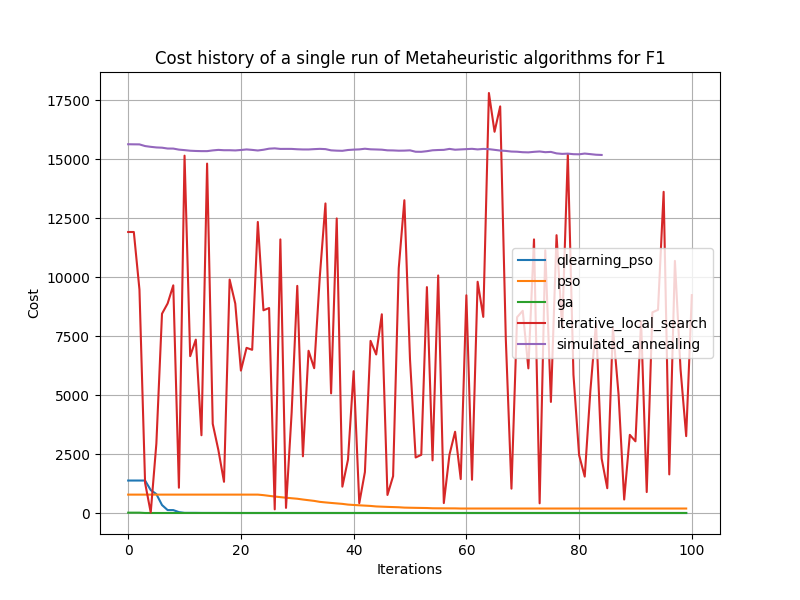 Cost history of a single run of Metaheuristic algorithms for F1
17500
15000
12500
10000
7500
5000
2500
0
Cost
qlearning_pso
pso
ga
iterative_local_search
simulated_annealing
0 20 40 60 80 100
Iterations